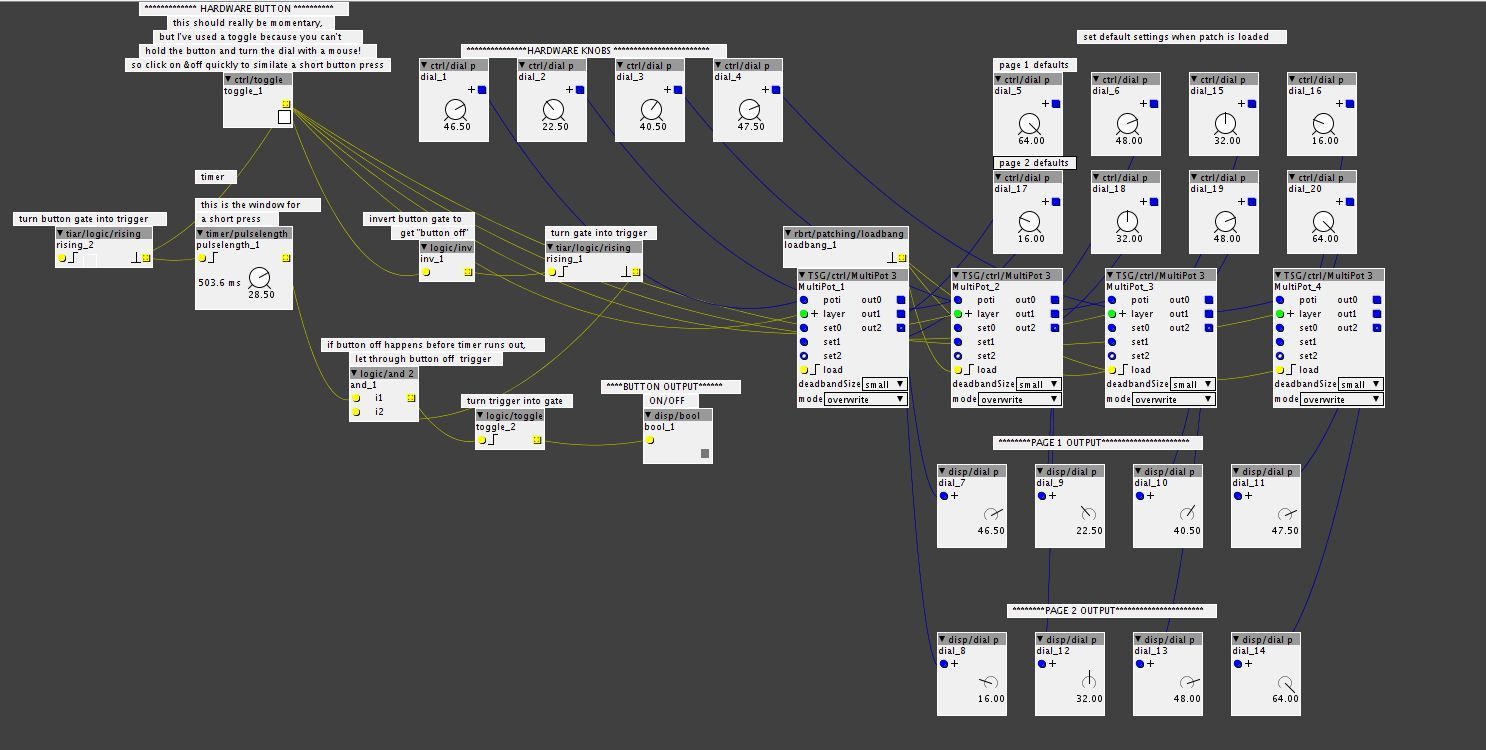 ************* HARDWARE BUTTON **********
this should really be momentary,
but I've used a toggle because you can't
hold the button and turn the dial with a mouse!
so click on &off quickly to similate a short button press
ctrl/toggle
toggle_1
***************HARDWARE KNOBS ************************
ctrl/dial p
dial_1
+
46.50
ctrl/dial p
dial_2
+
22.50
ctrl/dial p
dial_3
+
40.50
ctrl/dial p
dial_4
+
47.50
set default settings when patch is loaded
page 1 defaults
ctrl/dial p
dial_5
+
64.00
ctrl/dial p
dial_6
+
48.00
ctrl/dial p
dial_15
+
32.00
ctrl/dial p
dial_16
+
16.00
page 2 defaults
ctrl/dial p
dial_17
+
16.00
ctrl/dial p
dial_18
+
32.00
ctrl/dial p
dial_19
+
48.00
ctrl/dial p
dial_20
+
64.00
timer
this is the window for
a short press
turn button gate into trigger
tiar/logic/rising
rising_2
timer/pulselength
pulselength_1
503.6 ms
28.50
invert button gate to
get "button off"
logic/inv
inv_1
turn gate into trigger
tiar/logic/rising
rising_1
rbrt/patching/loadbang
loadbang_1
TSG/ctrl/MultiPot 3
MultiPot_1
poti out0
+ layer out1
set0 out2
set1
set2
load
deadbandSize small
mode overwrite
TSG/ctrl/MultiPot 3
MultiPot_2
poti out0
+ layer out1
set0 out2
set1
set2
load
deadbandSize small
mode overwrite
TSG/ctrl/MultiPot 3
MultiPot_3
poti out0
+ layer out1
set0 out2
set1
set2
load
deadbandSize small
mode overwrite
TSG/ctrl/MultiPot 3
MultiPot_4
poti out0
+ layer out1
set0 out2
set1
set2
load
deadbandSize small
mode overwrite
if button off happens before timer runs out,
let through button off trigger
logic/and 2
and_1
i1
i2
turn trigger into gate
logic/toggle
toggle_2
****BUTTON OUTPUT******
ON/OFF
disp/bool
bool_1
********PAGE 1 OUTPUT**********************
disp/dial p
dial_7
+
46.50
disp/dial p
dial_9
+
22.50
disp/dial p
dial_10
+
40.50
disp/dial p
dial_11
+
47.50
********PAGE 2 OUTPUT**********************
disp/dial p
dial_8
+
16.00
disp/dial p
dial_12
+
32.00
disp/dial p
dial_13
+
48.00
disp/dial p
dial_14
+
64.00